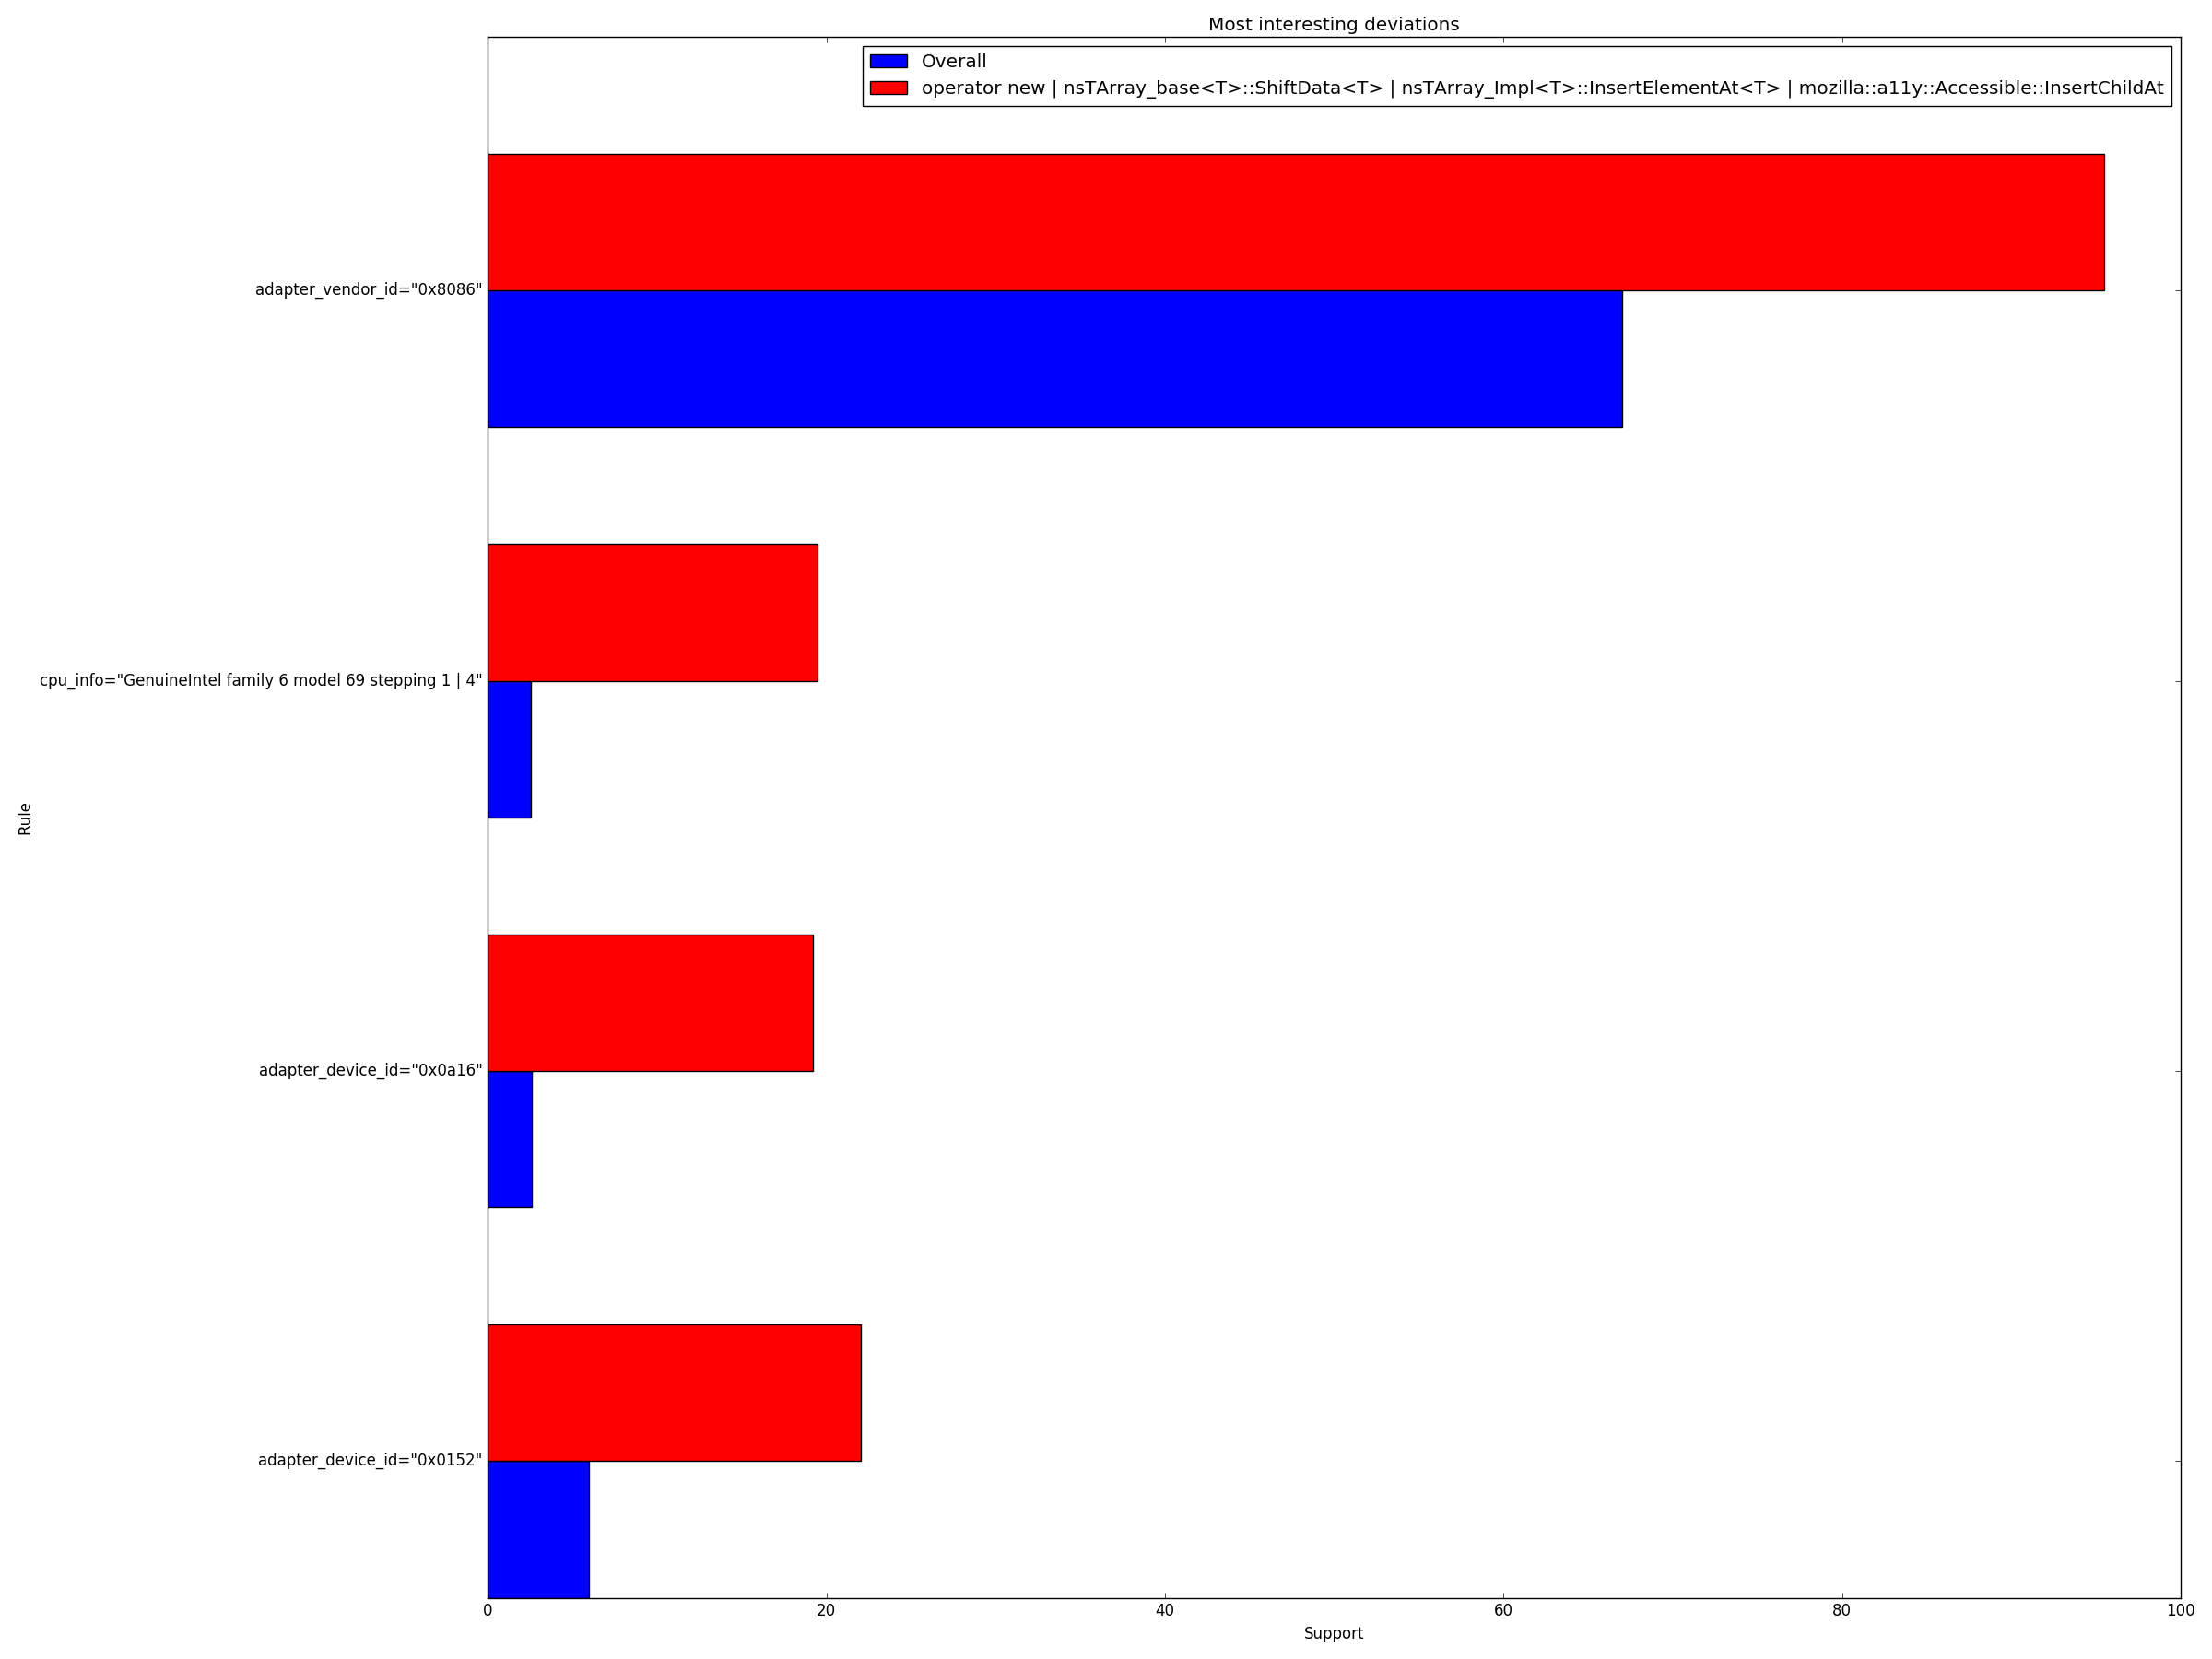 Most interesting deviations
Overall
operator new | nsTArray_base<T>::ShiftData<T> | nsTArray_Impl<T>::InsertElementAt<T> | mozilla::a11y::Accessible::InsertChildAt
adapter_vendor_id="0x8086"
cpu_info="GenuineIntel family 6 model 69 stepping 1 | 4"
Rule
adapter_device_id="0x0a16"
adapter_device_id="0x0152"
0 20 40 60 80 100
Support